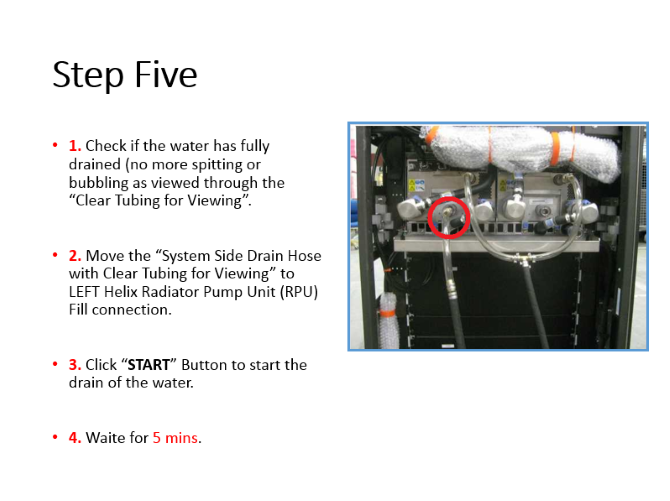 Step Five
• 1. Check if the water has fully
drained (no more spitting or
bubbling as viewed through the
“Clear Tubing for Viewing”.
• 2. Move the “System Side Drain Hose
with Clear Tubing for Viewing” to
LEFT Helix Radiator Pump Unit (RPU)
Fill connection.
• 3. Click “START” Button to start the
drain of the water.
• 4. Waite for 5 mins.